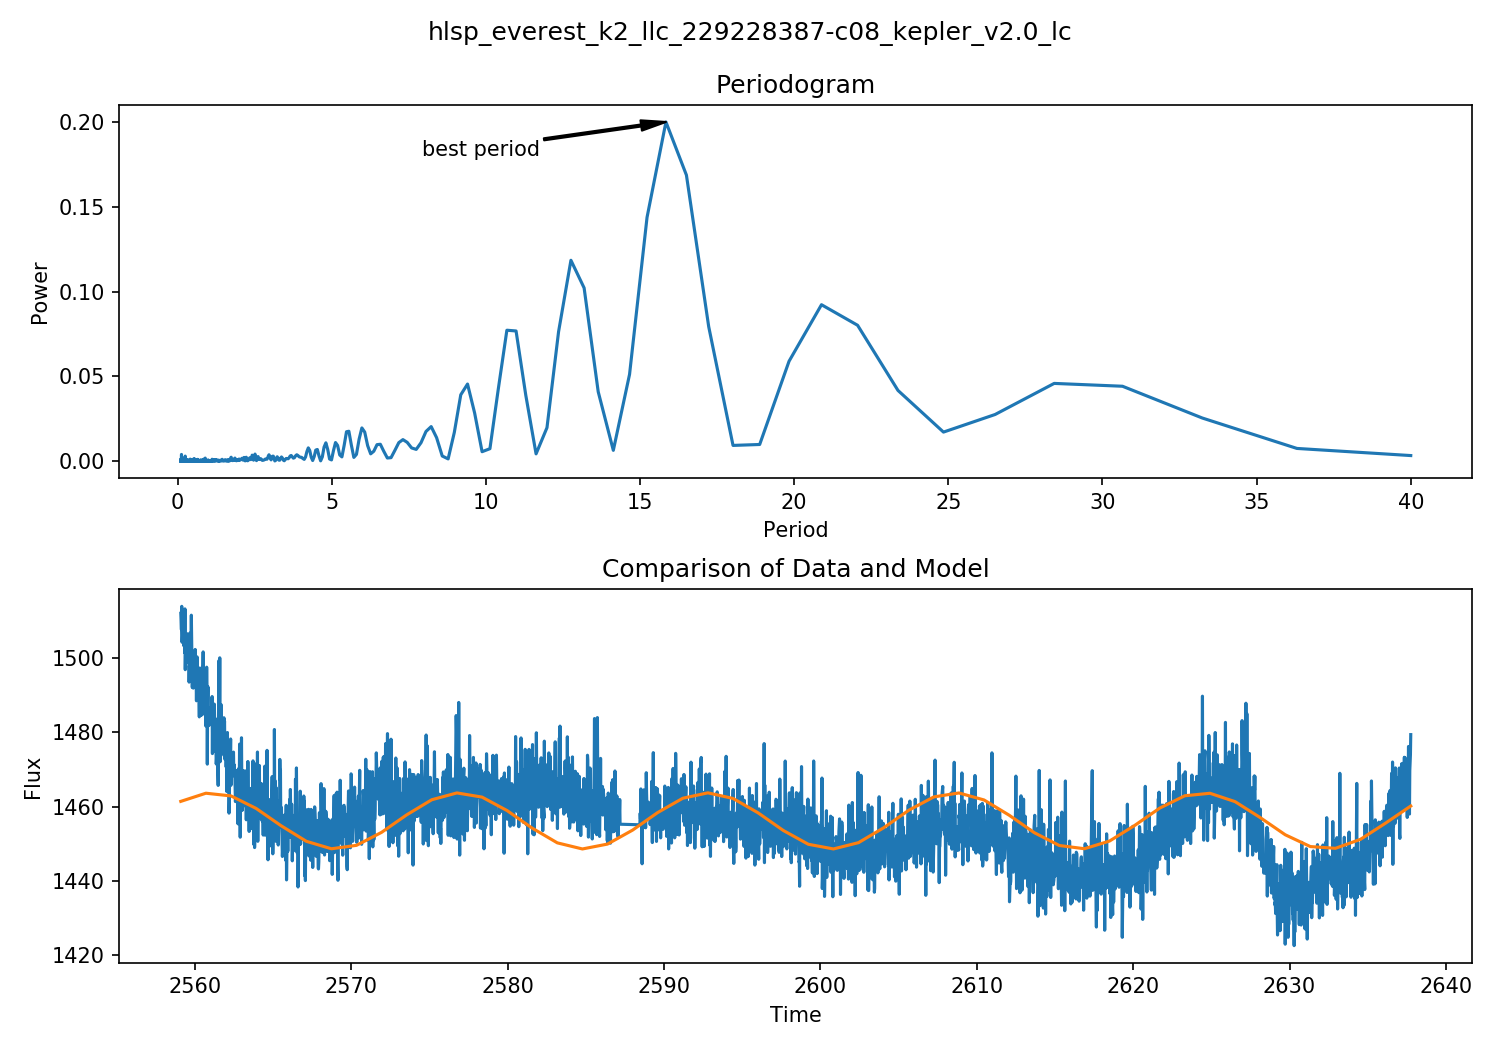 hlsp_everest_k2_llc_229228387-c08_kepler_v2.0_lc
Periodogram
0.20
0.15
0.10
0.05
0.00
Power
best period
0 5 10 15 20 25 30 35 40
Period
Comparison of Data and Model
1500
1480
1460
1440
1420
Flux
2560 2570 2580 2590 2600 2610 2620 2630 2640
Time